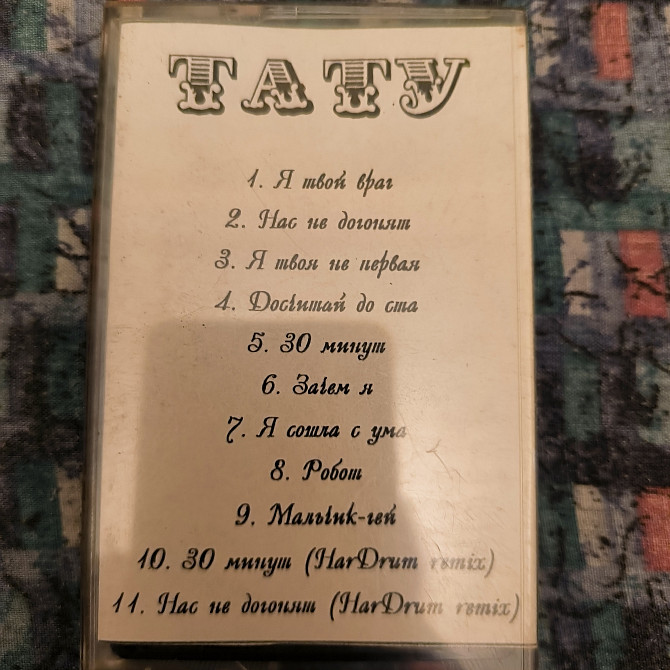 ТАТУ
1. Я твой враг
2. Нас не догонят
3. Я твоя не первая
4. Досчитай до ста
5. 30 минут
6. Зачем я
7. Я сошла с ума
8. Робот
9. Мальчик-гей
10. 30 минут (HarDrum remix)
11. Нас не догонят (HarDrum remix)